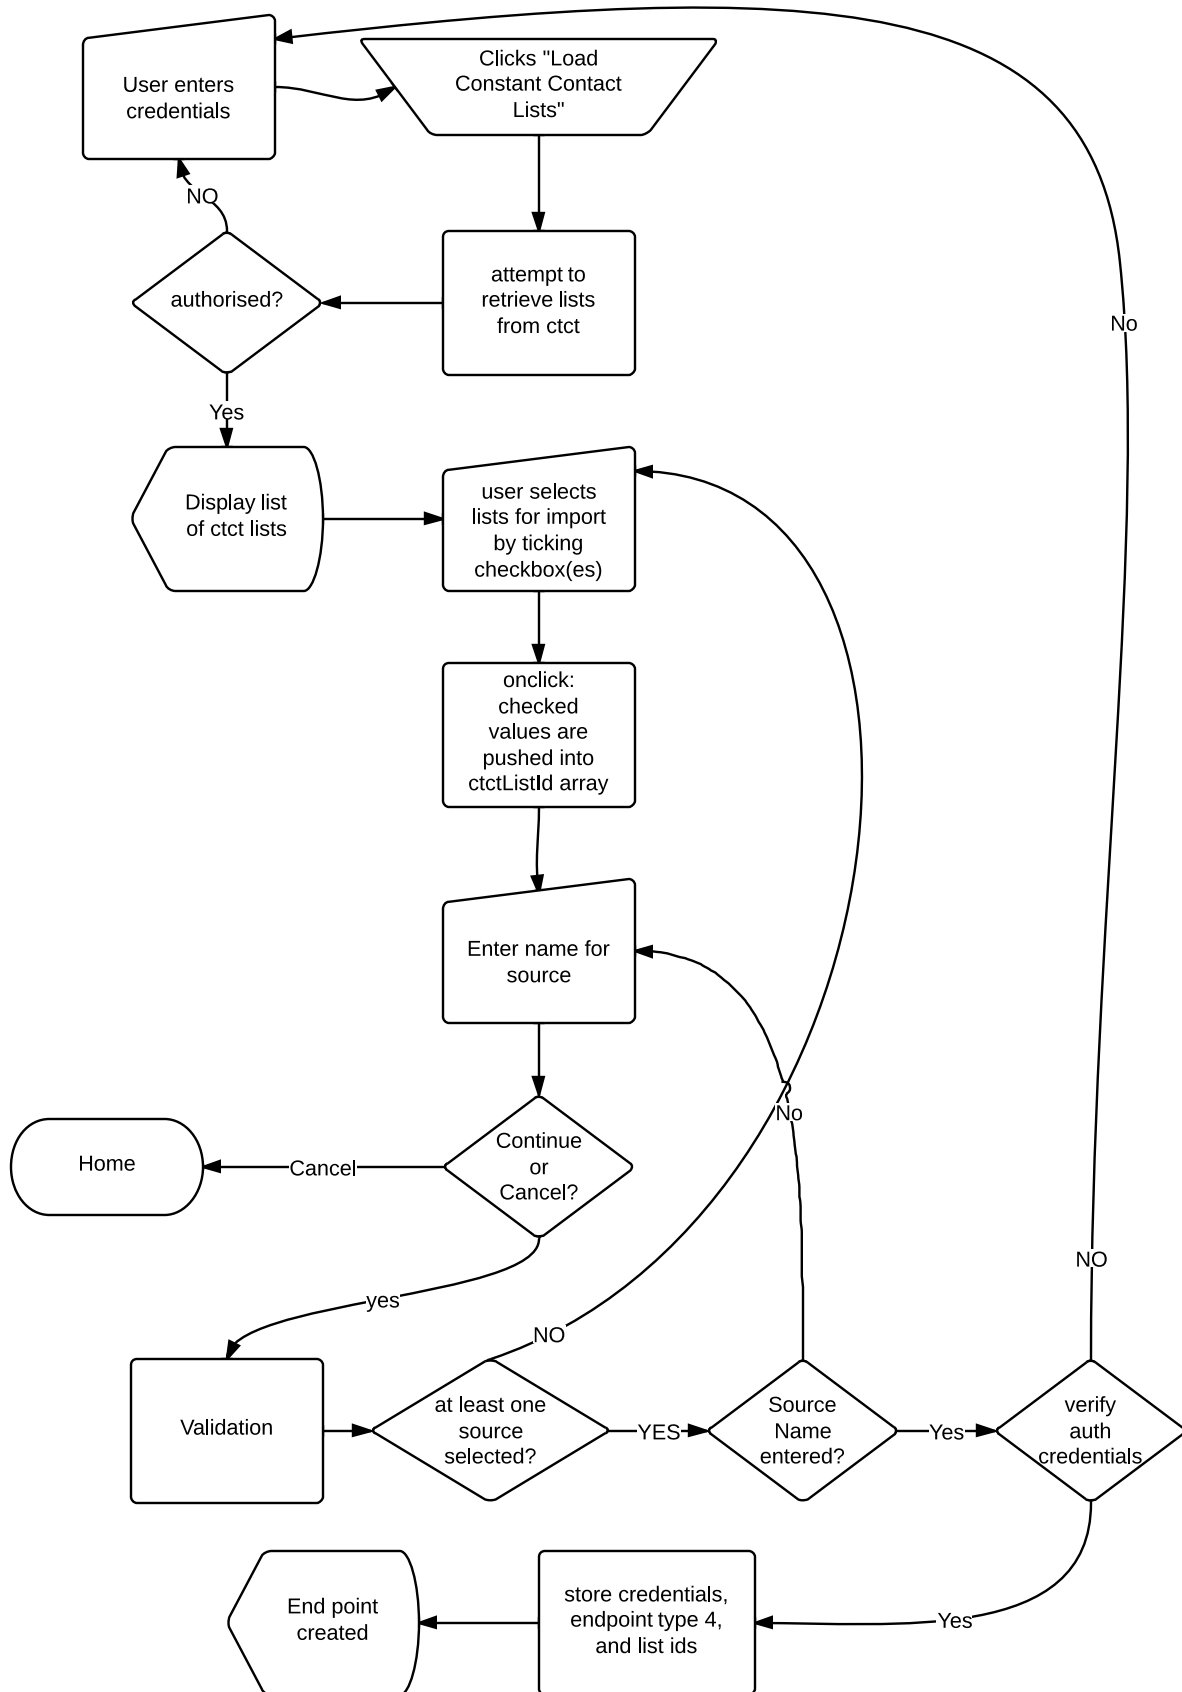 User enters
credentials
Clicks "Load
Constant Contact
Lists"
NO
authorised?
attempt to
retrieve lists
from ctct
No
Yes
Display list
of ctct lists
user selects
lists for import
by ticking
checkbox(es)
onclick:
checked
values are
pushed into
ctctListId array
Enter name for
source
No
Home
Cancel
Continue
or
Cancel?
NO
yes
NO
Validation
at least one
source
selected?
YES
Source
Name
entered?
Yes
verify
auth
credentials
End point
created
store credentials,
endpoint type 4,
and list ids
Yes